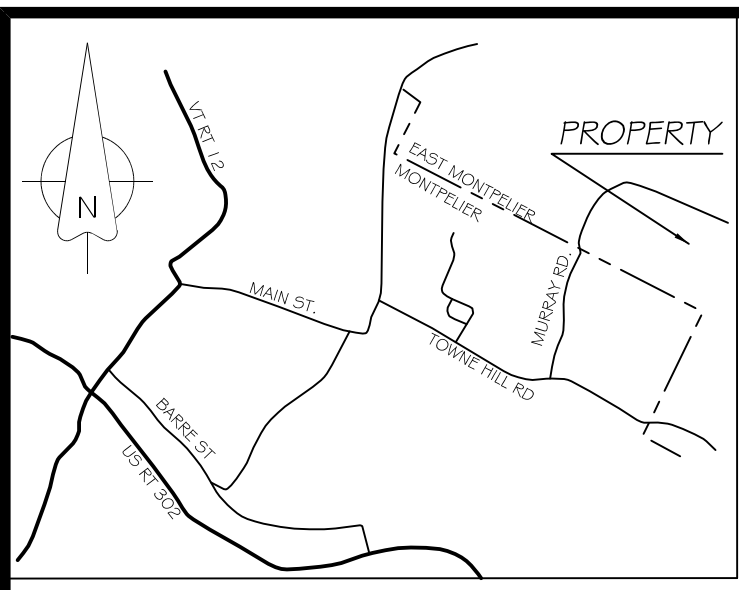 VT RT 12
PROPERTY
EAST MONTPELIER
MONTPELIER
N
MURRAY RD.
MAIN ST.
TOWNE HILL RD
BARRE ST
US RT 302